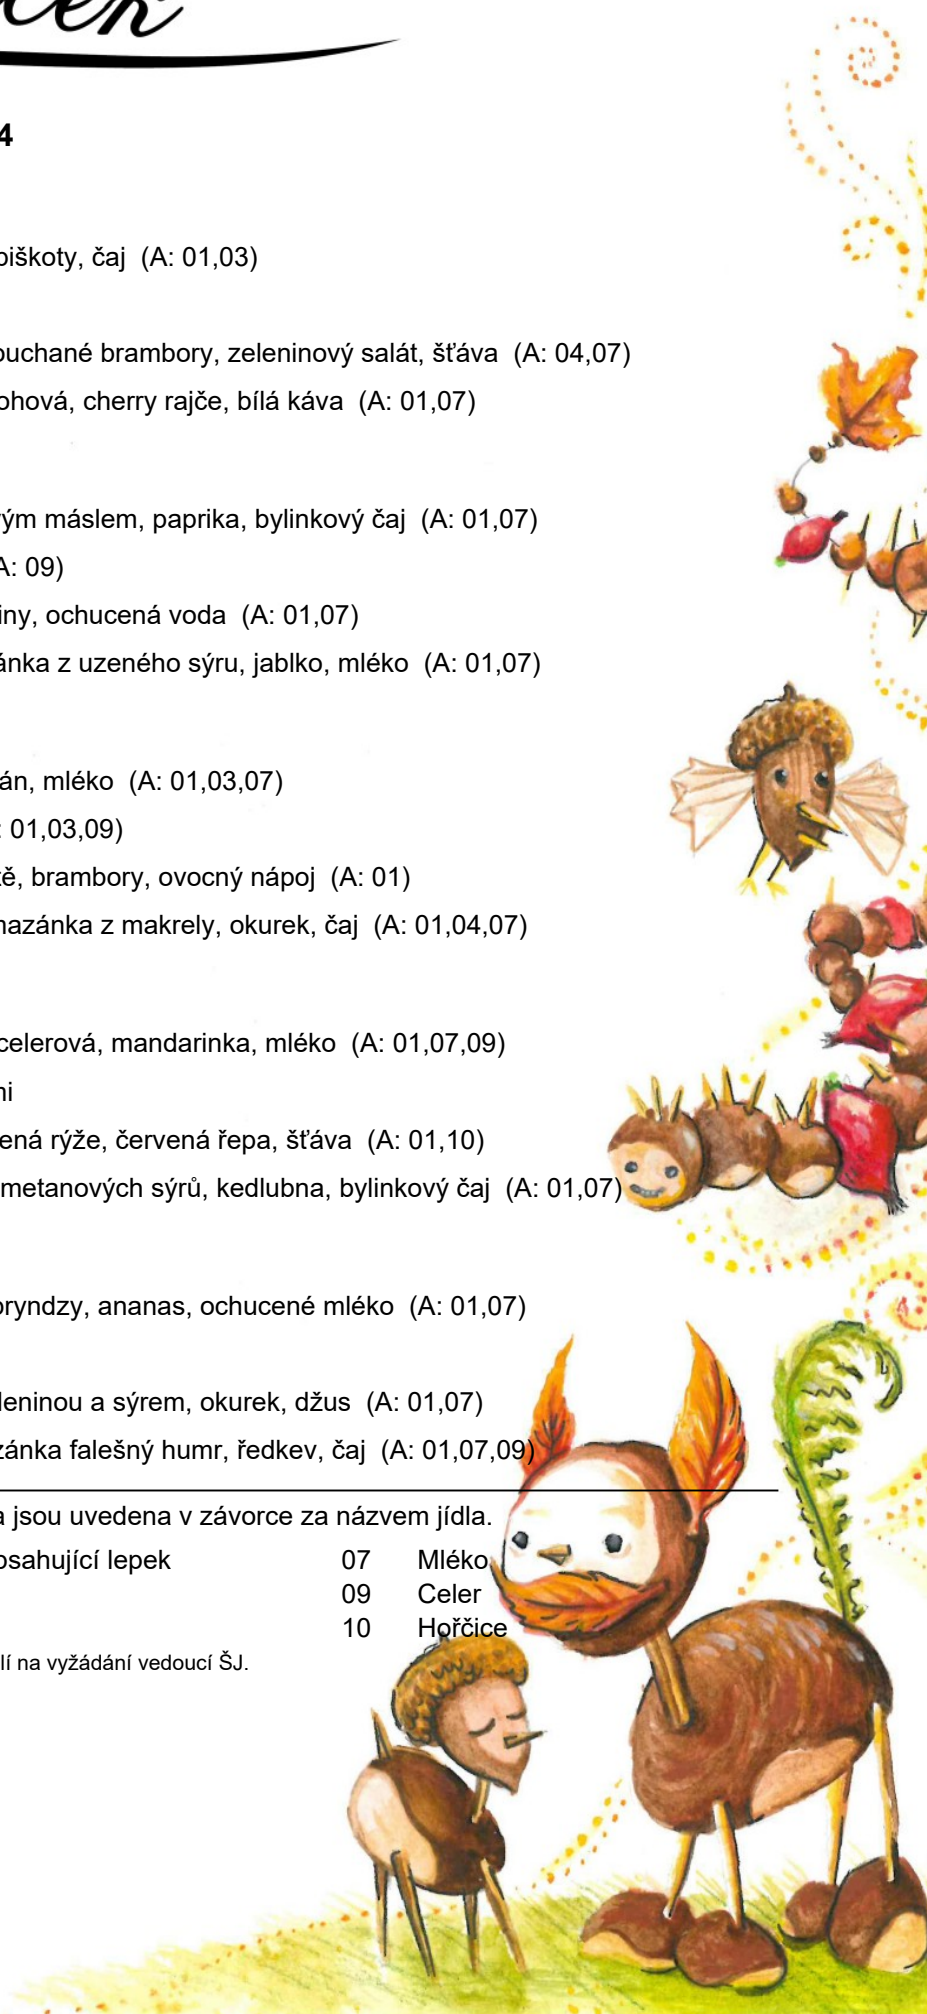 4
piškoty, čaj (A: 01,03)
ouchané brambory, zeleninový salát, šťáva (A: 04,07)
ohová, cherry rajče, bílá káva (A: 01,07)
ým máslem, paprika, bylinkový čaj (A: 01,07)
A: 09)
iny, ochucená voda (A: 01,07)
ánka z uzeného sýru, jablko, mléko (A: 01,07)
án, mléko (A: 01,03,07)
: 01,03,09)
tě, brambory, ovocný nápoj (A: 01)
mazánka z makrely, okurek, čaj (A: 01,04,07)
celerová, mandarinka, mléko (A: 01,07,09)
ni
ená rýže, červená řepa, šťáva (A: 01,10)
metanových sýrů, kedlubna, bylinkový čaj (A: 01,07)
bryndzy, ananas, ochucené mléko (A: 01,07)
leninou a sýrem, okurek, džus (A: 01,07)
zánka falešný humr, ředkev, čaj (A: 01,07,09)
a jsou uvedena v závorce za názvem jídla.
bsahující lepek 07 Mléko
09 Celer
10 Hořčice
lí na vyžádání vedoucí ŠJ.